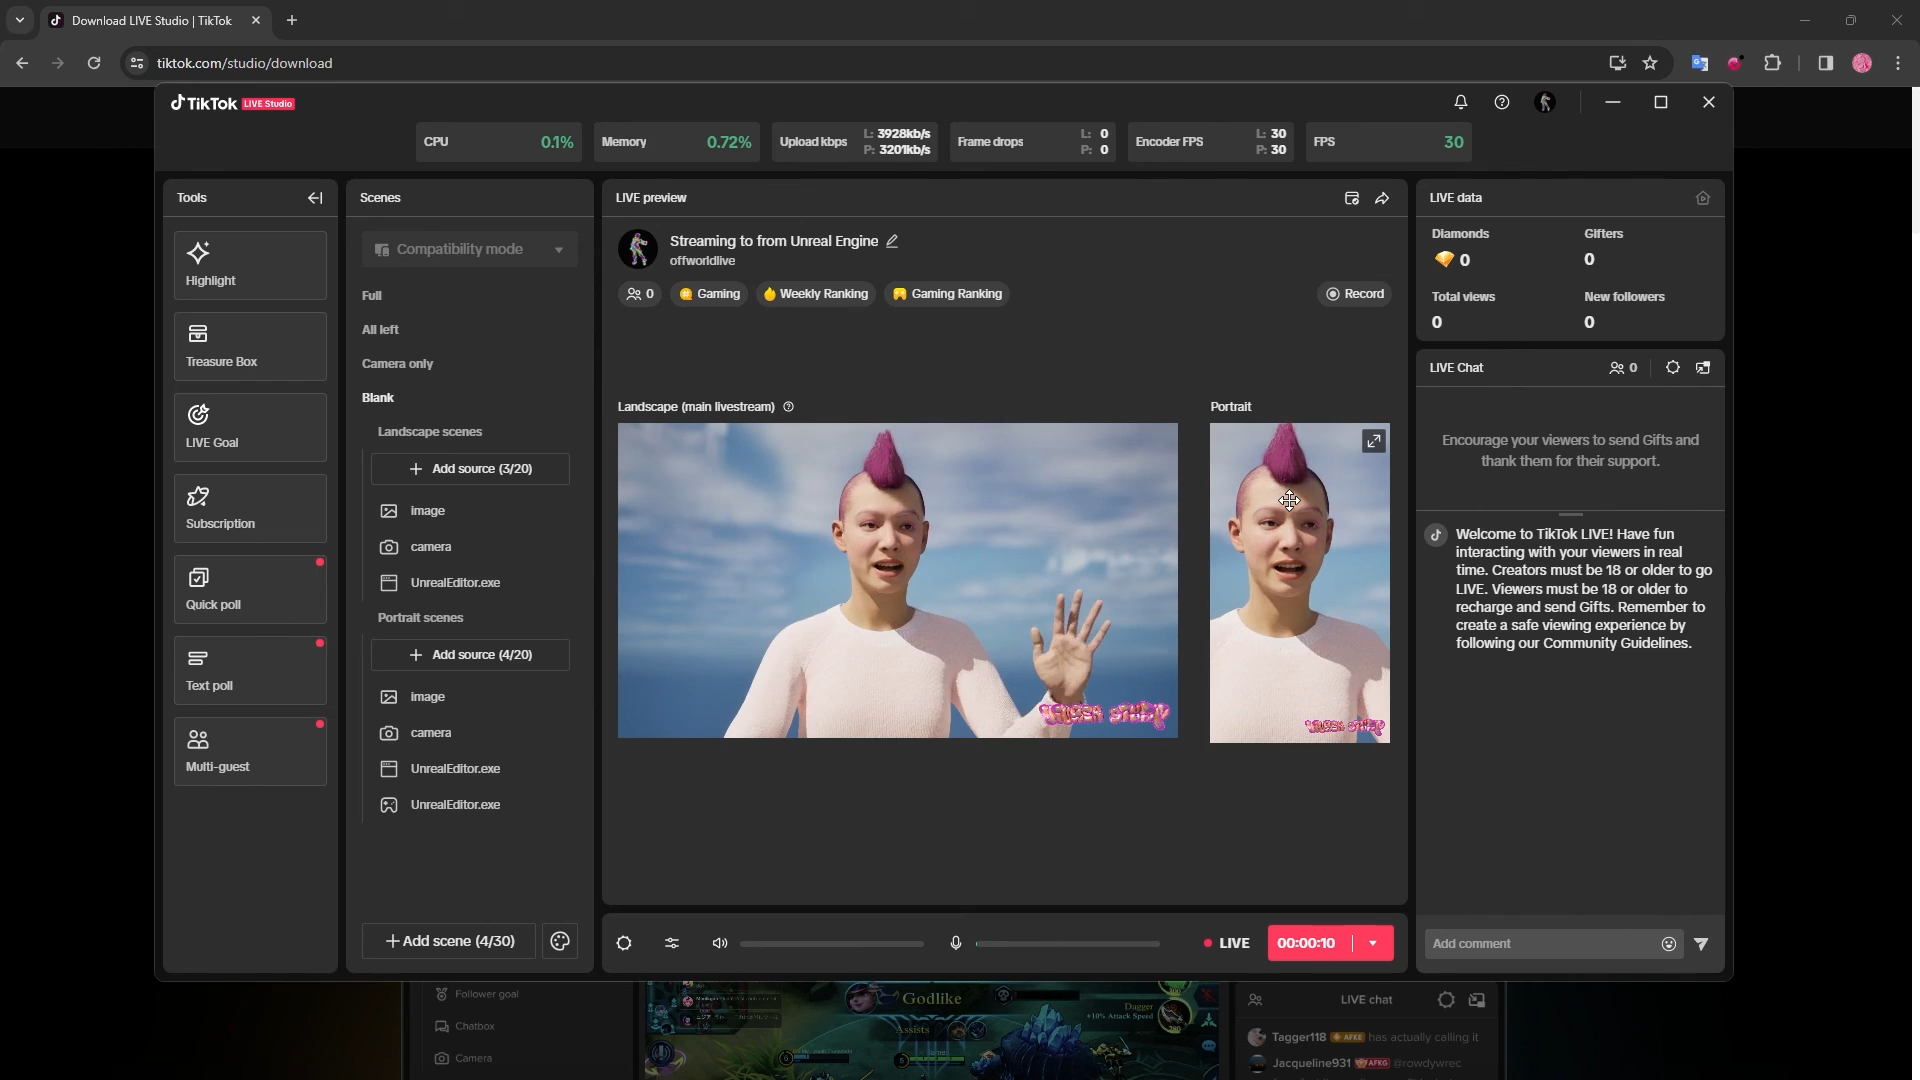 Download LIVE Studio | TikTok
tiktok.com/studio/download
TikTok LIVE Studio
CPU 0.1%
Memory 0.72%
Upload kbps L: 3928kb/s
P: 3201kb/s
Frame drops L: 0
P: 0
Encoder FPS L: 30
P: 30
FPS 30
Tools
Highlight
Treasure Box
LIVE Goal
Subscription
Quick poll
Text poll
Multi-guest
Scenes
Compatibility mode
Full
All left
Camera only
Blank
Landscape scenes
Add source (3/20)
image
camera
UnrealEditor.exe
Portrait scenes
Add source (4/20)
image
camera
UnrealEditor.exe
UnrealEditor.exe
+ Add scene (4/30)
LIVE preview
Streaming to from Unreal Engine
offworldlive
0
Gaming
Weekly Ranking
Gaming Ranking
Record
Landscape (main livestream)
Portrait
LIVE
00:00:10
LIVE data
Diamonds
0
Gifters
0
Total views
0
New followers
0
LIVE Chat
0
Encourage your viewers to send Gifts and
thank them for their support.
Welcome to TikTok LIVE! Have fun
interacting with your viewers in real
time. Creators must be 18 or older to go
LIVE. Viewers must be 18 or older to
recharge and send Gifts. Remember to
create a safe viewing experience by
following our Community Guidelines.
Add comment
Follower goal
Chatbox
Camera
Godlike
Assists
Dagger
+10% Attack Speed
LIVE chat
Tagger118 AFKE has actually calling it
Jacqueline931 AFKG @rowdywrec